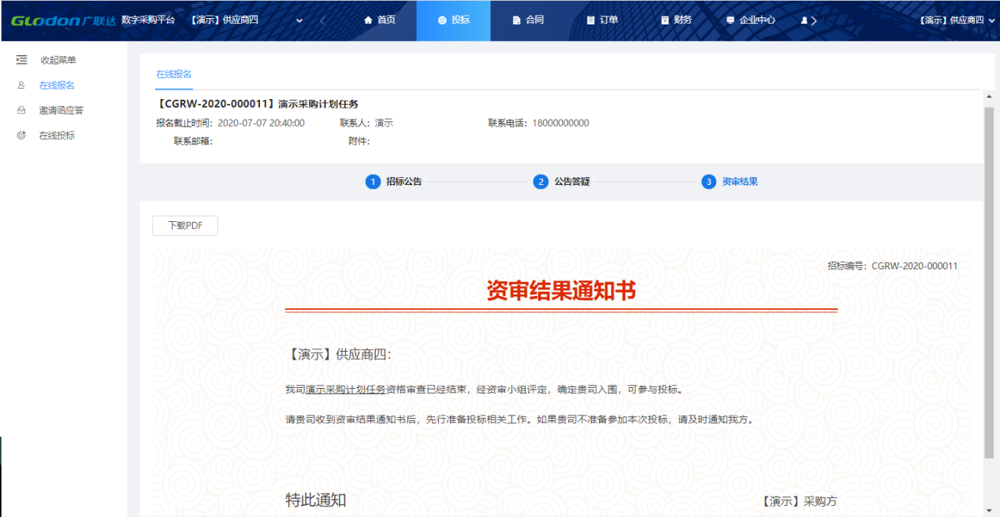 Glodon广联达 数字采购平台 【演示】供应商四 首页 投标 合同 订单 财务 企业中心 【演示】供应商四
收起菜单
在线报名
邀请函应答
在线投标
在线报名
【CGRW-2020-000011】演示采购计划任务
报名截止时间：2020-07-07 20:40:00 联系人：演示 联系电话：18000000000
联系邮箱： 附件：
1 招标公告 2 公告答疑 3 资审结果
下载PDF
招标编号：CGRW-2020-000011
资审结果通知书
【演示】供应商四：
我司演示采购计划任务资格审查已经结束，经资审小组评定，确定贵司入围，可参与投标。
请贵司收到资审结果通知书后，先行准备投标相关工作。如果贵司不准备参加本次投标，请及时通知我方。
特此通知 【演示】采购方